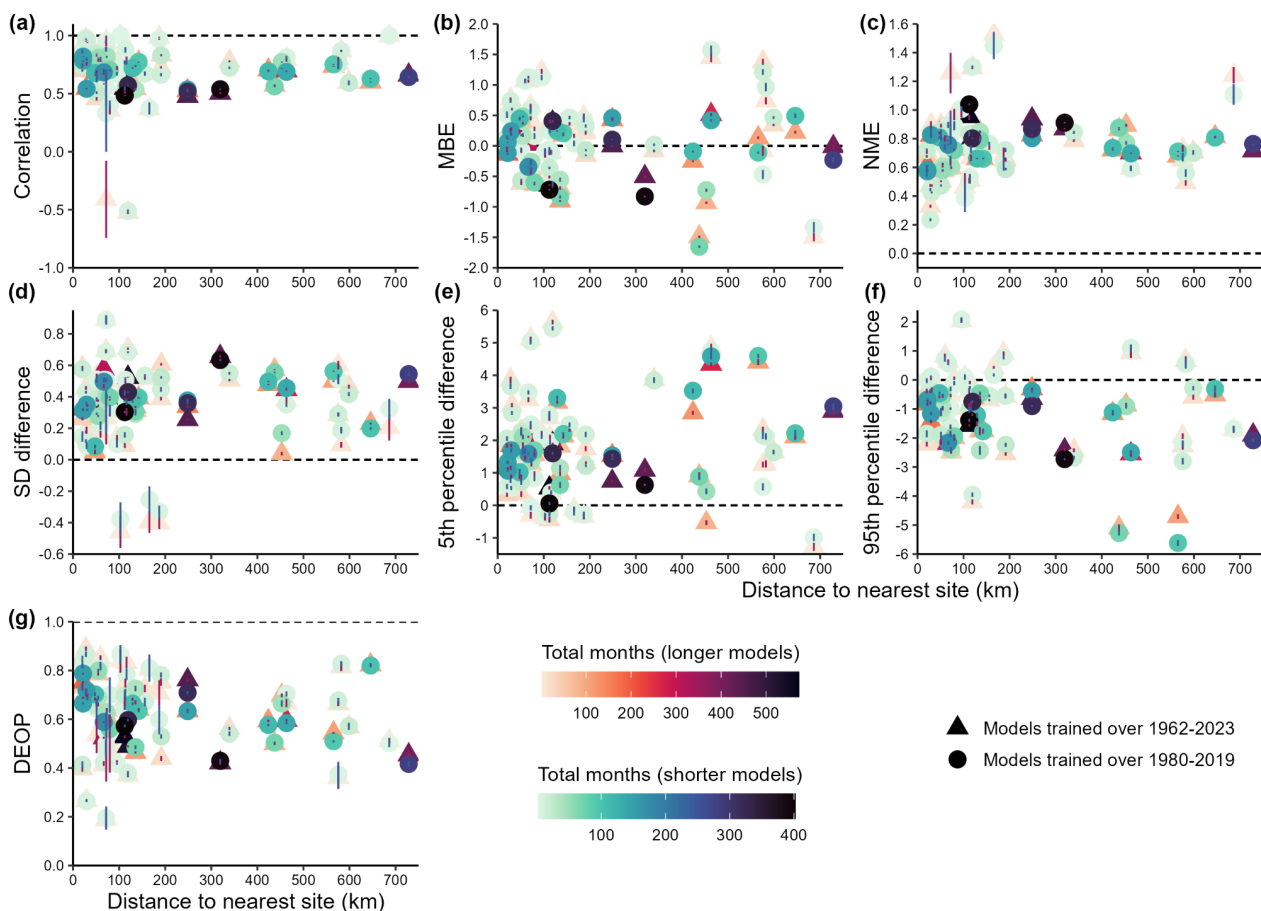 (a)
Correlation
1.0
0.5
0.0
-0.5
-1.0
0 100 200 300 400 500 600 700
(b)
MBE
2.0
1.5
1.0
0.5
0.0
-0.5
-1.0
-1.5
-2.0
0 100 200 300 400 500 600 700
(c)
NME
1.6
1.4
1.2
1.0
0.8
0.6
0.4
0.2
0.0
0 100 200 300 400 500 600 700
(d)
SD difference
0.8
0.6
0.4
0.2
0.0
-0.2
-0.4
-0.6
0 100 200 300 400 500 600 700
(e)
5th percentile difference
6
5
4
3
2
1
0
-1
0 100 200 300 400 500 600 700
(f)
95th percentile difference
2
1
0
-1
-2
-3
-4
-5
-6
0 100 200 300 400 500 600 700
Distance to nearest site (km)
(g)
DEOP
1.0
0.8
0.6
0.4
0.2
0.0
0 100 200 300 400 500 600 700
Distance to nearest site (km)
Total months (longer models)
100 200 300 400 500
Total months (shorter models)
100 200 300 400
Models trained over 1962-2023
Models trained over 1980-2019